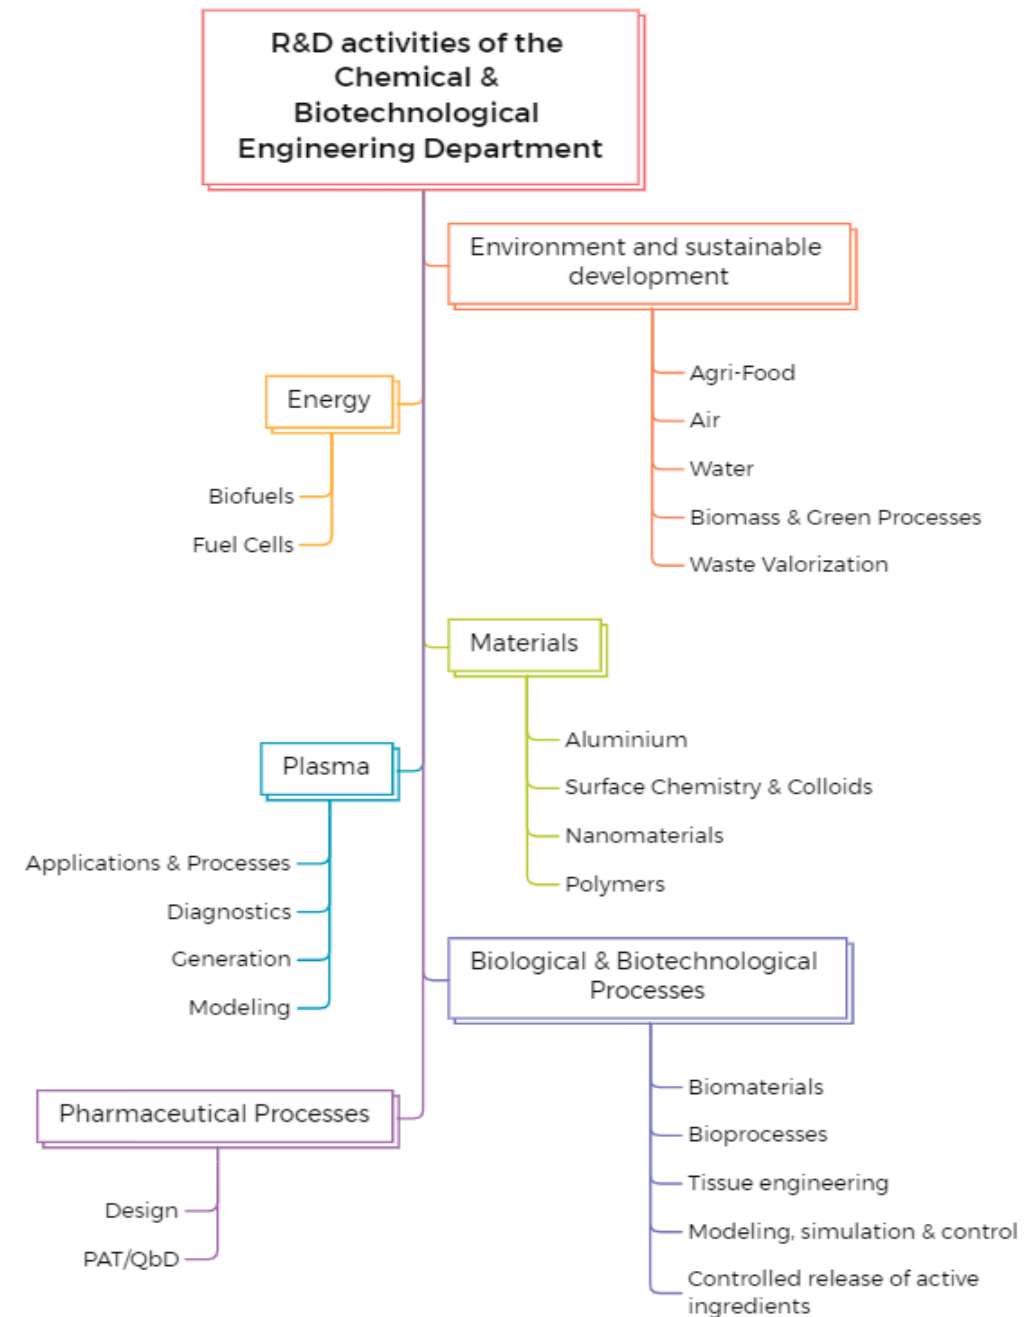 R&D activities of the
Chemical &
Biotechnological
Engineering Department
Environment and sustainable
development
Agri-Food
Air
Water
Biomass & Green Processes
Waste Valorization
Energy
Biofuels
Fuel Cells
Materials
Aluminium
Surface Chemistry & Colloids
Nanomaterials
Polymers
Plasma
Applications & Processes
Diagnostics
Generation
Modeling
Biological & Biotechnological
Processes
Biomaterials
Bioprocesses
Tissue engineering
Modeling, simulation & control
Controlled release of active
ingredients
Pharmaceutical Processes
Design
PAT/QbD